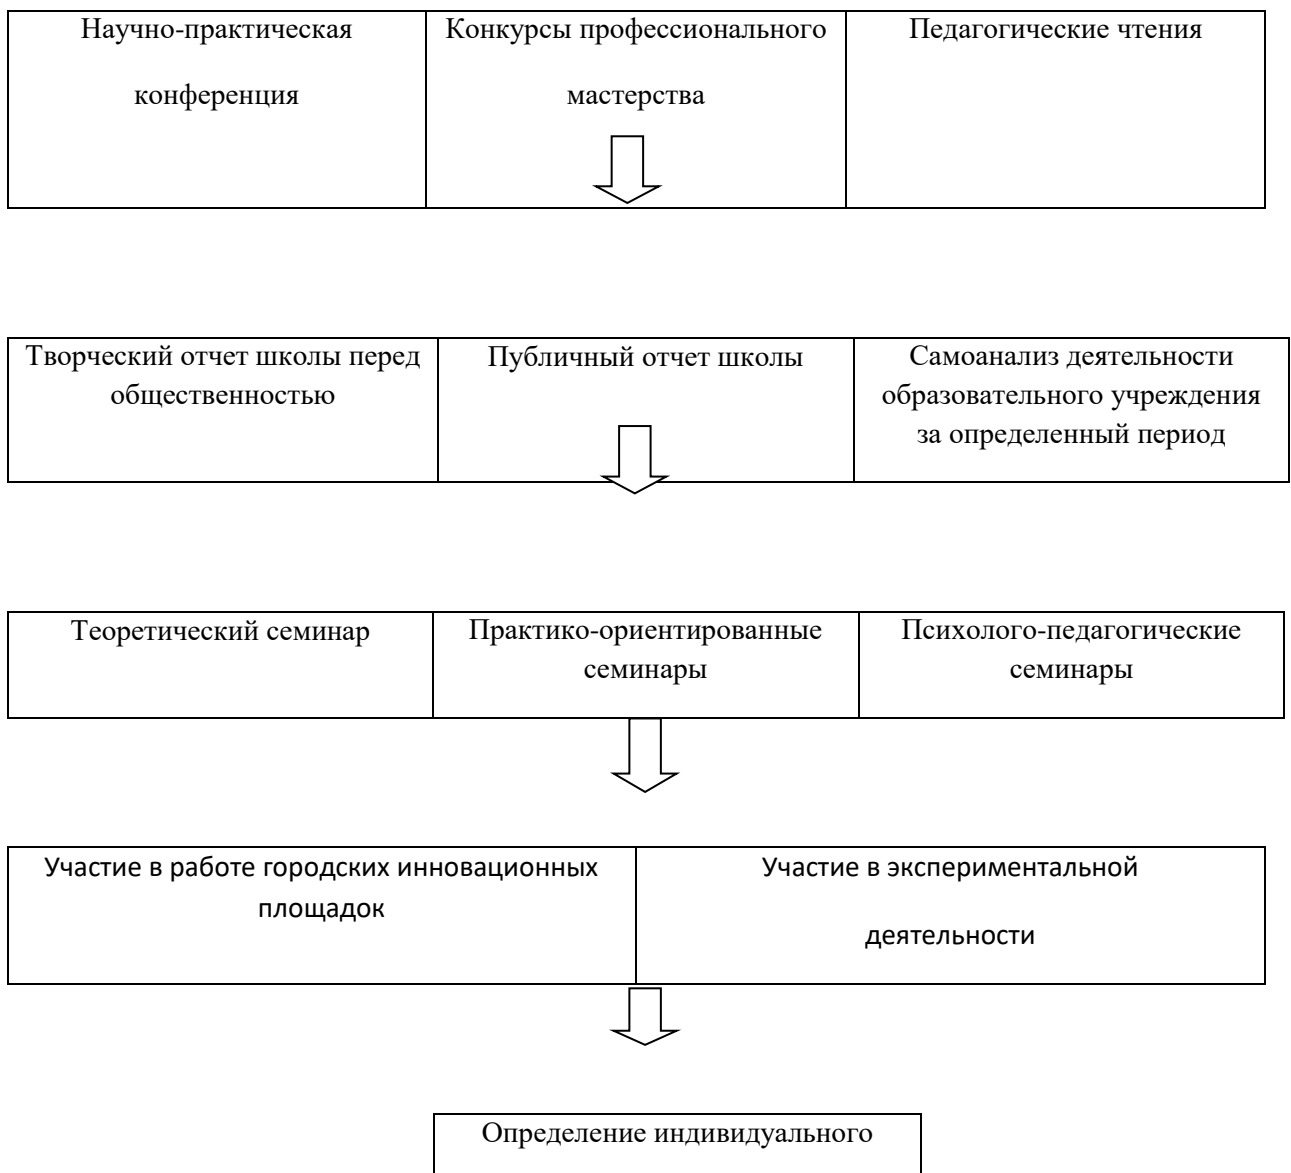 Научно-практическая
конференция
Конкурсы профессионального
мастерства
Педагогические чтения
Творческий отчет школы перед
общественностью
Публичный отчет школы
Самоанализ деятельности
образовательного учреждения
за определенный период
Теоретический семинар
Практико-ориентированные
семинары
Психолого-педагогические
семинары
Участие в работе городских инновационных
площадок
Участие в экспериментальной
деятельности
Определение индивидуального